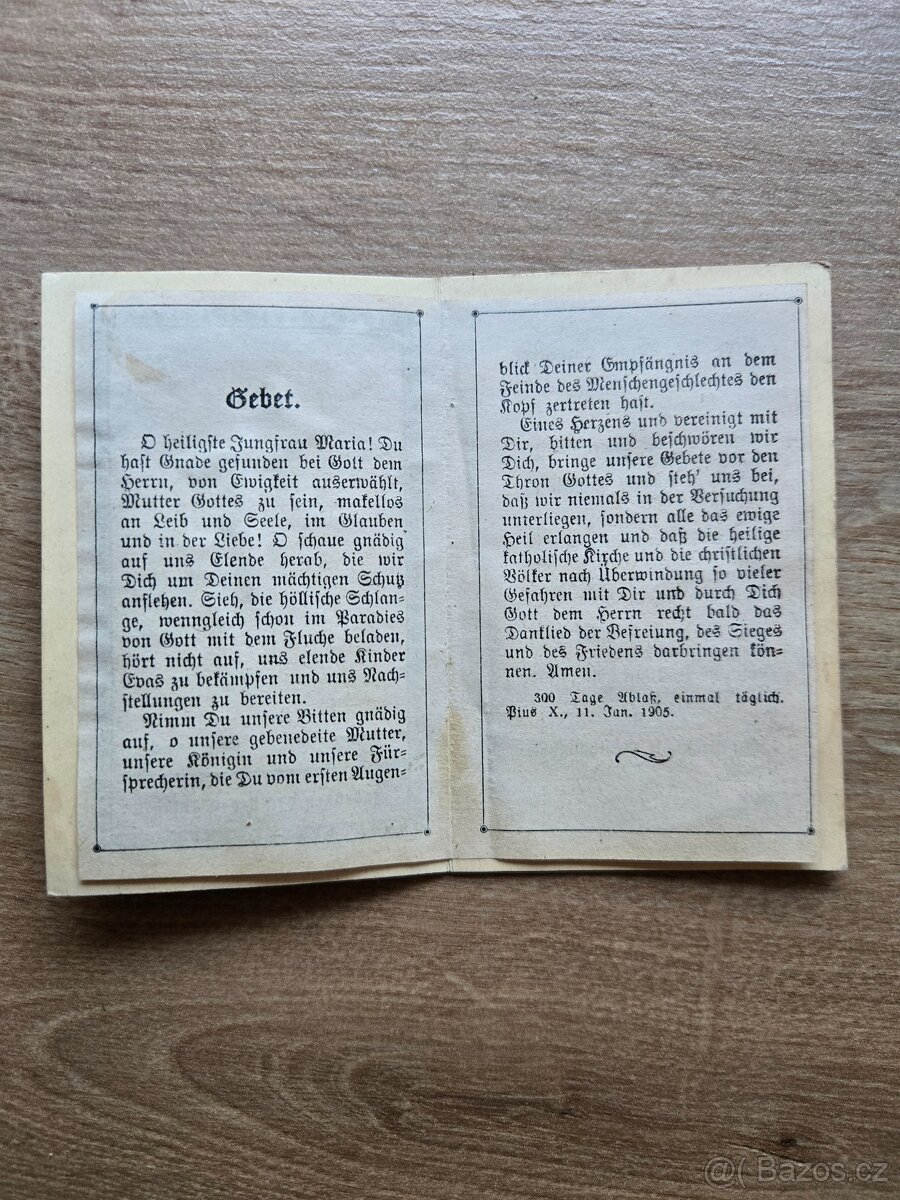 Gebet.
O heiligste Jungfrau Maria! Du
hast Gnade gefunden bei Gott dem
Herrn, von Ewigkeit auserwählt,
Mutter Gottes zu sein, makellos
an Leib und Seele, im Glauben
und in der Liebe! O schaue gnädig
auf uns Elende herab, die wir
Dich um Deinen mächtigen Schutz
anflehen. Sieh, die höllische Schlan-
ge, wenngleich schon im Paradies
von Gott mit dem Fluche beladen,
hört nicht auf, uns elende Kinder
Evas zu bekämpfen und uns Nach-
stellungen zu bereiten.
Nimm Du unsere Bitten gnädig
auf, o unsere gebenedeite Mutter,
unsere Königin und unsere Für-
sprecherin, die Du vom ersten Augen-
blick Deiner Empfängnis an dem
Feinde des Menschengeschlechtes den
Kopf zertreten hast.
Eines Herzens und vereinigt mit
Dir, bitten und beschwören wir
Dich, bringe unsere Gebete vor den
Thron Gottes und steh' uns bei,
daß wir niemals in der Versuchung
unterliegen, sondern alle das ewige
Heil erlangen und daß die heilige
katholische Kirche und die christlichen
Völker nach Überwindung so vieler
Gefahren mit Dir und durch Dich
Gott dem Herrn recht bald das
Danklied der Befreiung, des Sieges
und des Friedens darbringen kön-
nen. Amen.
300 Tage Ablaß, einmal täglich.
Pius X., 11. Jan. 1905.
@( Bazos.cz